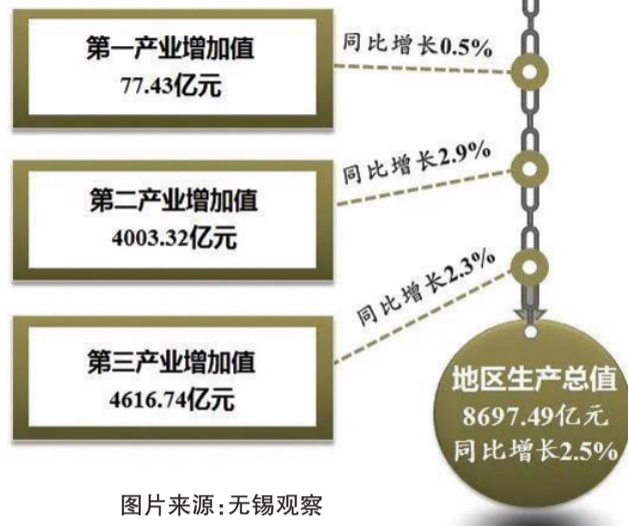 第一产业增加值
77.43亿元
同比增长0.5%
第二产业增加值
4003.32亿元
同比增长2.9%
第三产业增加值
4616.74亿元
同比增长2.3%
地区生产总值
8697.49亿元
同比增长2.5%
图片来源:无锡观察